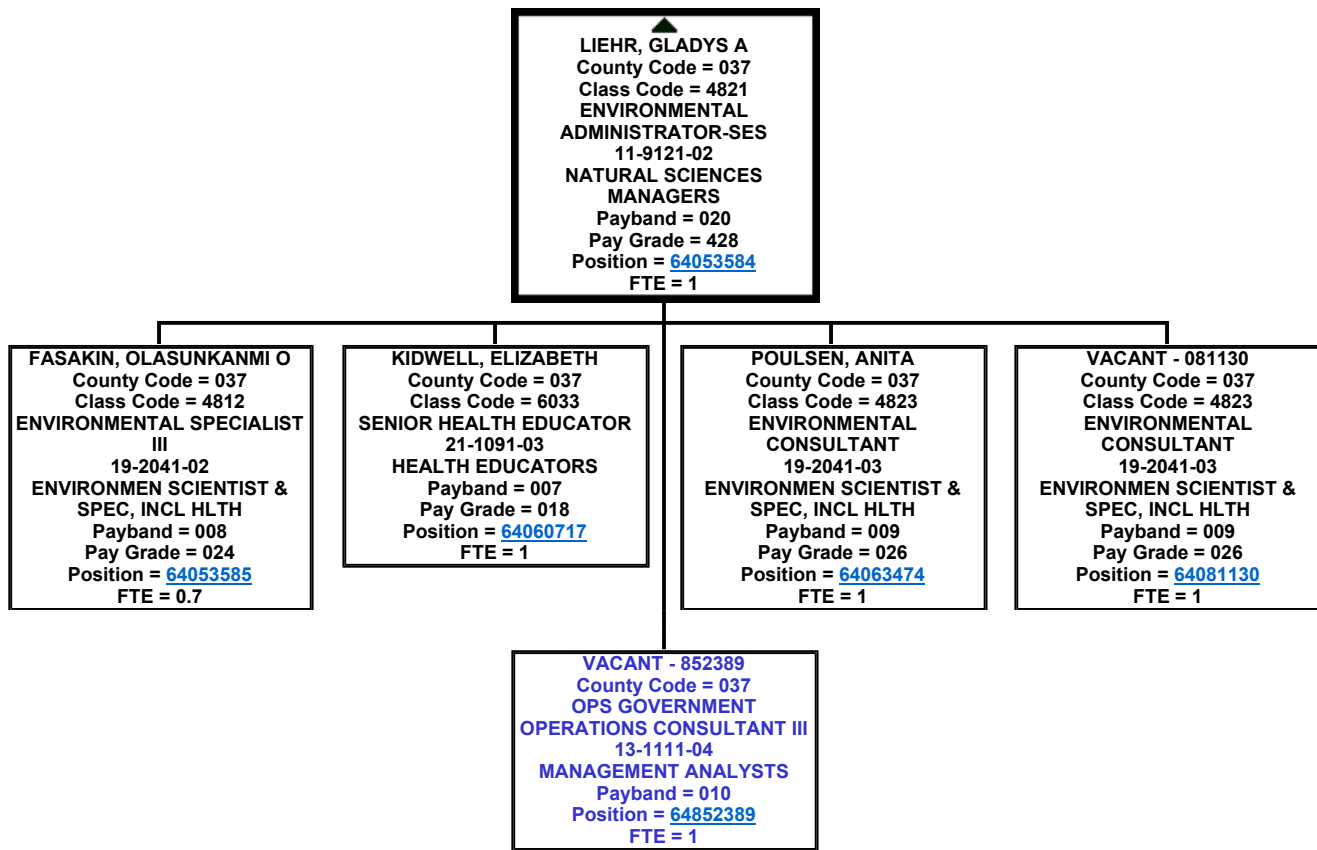 LIEHR, GLADYS A
County Code = 037
Class Code = 4821
ENVIRONMENTAL
ADMINISTRATOR-SES
11-9121-02
NATURAL SCIENCES
MANAGERS
Payband = 020
Pay Grade = 428
Position = 64053584
FTE = 1
FASAKIN, OLASUNKANMI O
County Code = 037
Class Code = 4812
ENVIRONMENTAL SPECIALIST
III
19-2041-02
ENVIRONMEN SCIENTIST &
SPEC, INCL HLTH
Payband = 008
Pay Grade = 024
Position = 64053585
FTE = 0.7
KIDWELL, ELIZABETH
County Code = 037
Class Code = 6033
SENIOR HEALTH EDUCATOR
21-1091-03
HEALTH EDUCATORS
Payband = 007
Pay Grade = 018
Position = 64060717
FTE = 1
POULSEN, ANITA
County Code = 037
Class Code = 4823
ENVIRONMENTAL
CONSULTANT
19-2041-03
ENVIRONMEN SCIENTIST &
SPEC, INCL HLTH
Payband = 009
Pay Grade = 026
Position = 64063474
FTE = 1
VACANT - 081130
County Code = 037
Class Code = 4823
ENVIRONMENTAL
CONSULTANT
19-2041-03
ENVIRONMEN SCIENTIST &
SPEC, INCL HLTH
Payband = 009
Pay Grade = 026
Position = 64081130
FTE = 1
VACANT - 852389
County Code = 037
OPS GOVERNMENT
OPERATIONS CONSULTANT III
13-1111-04
MANAGEMENT ANALYSTS
Payband = 010
Position = 64852389
FTE = 1